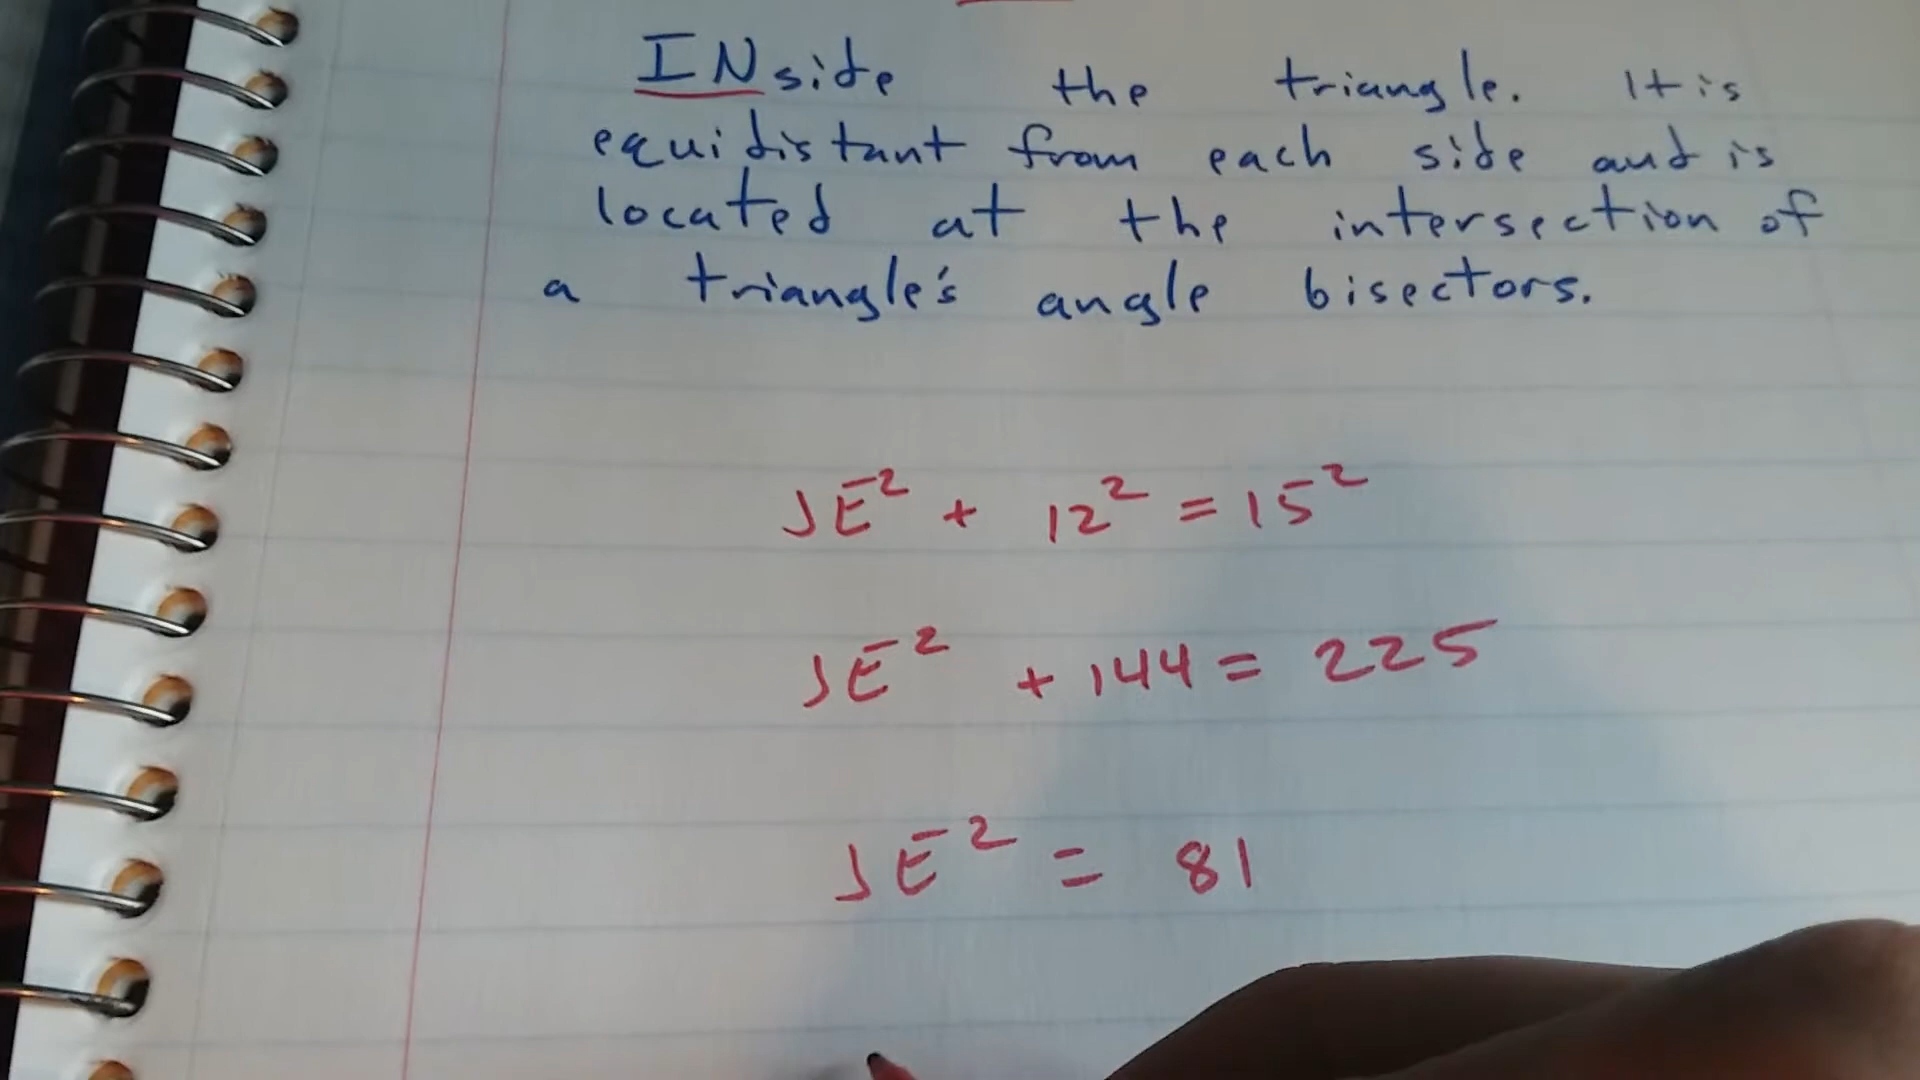 INside the triangle. It is
equidistant from each side and is
located at the intersection of
a triangle's angle bisectors.
JE² + 12² = 15²
JE² + 144 = 225
JE² = 81